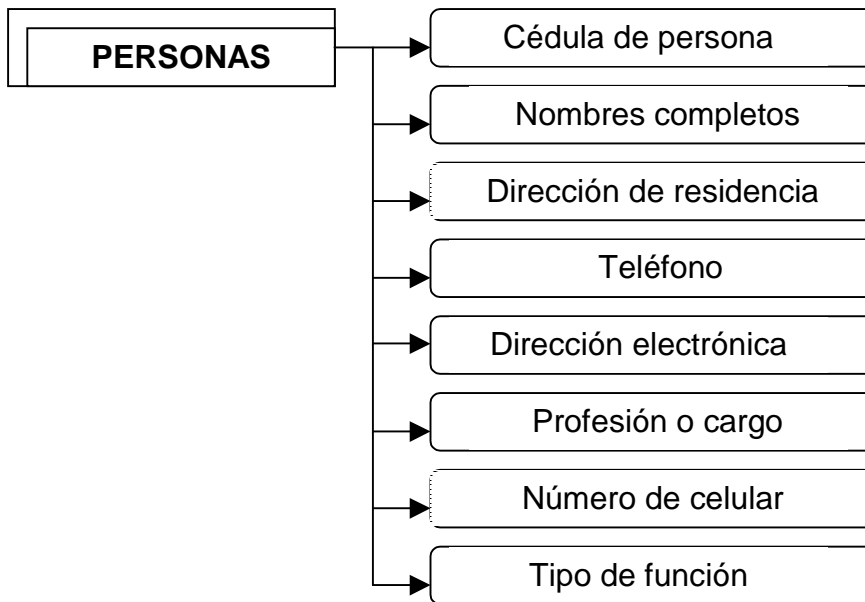 PERSONAS
Cédula de persona
Nombres completos
Dirección de residencia
Teléfono
Dirección electrónica
Profesión o cargo
Número de celular
Tipo de función